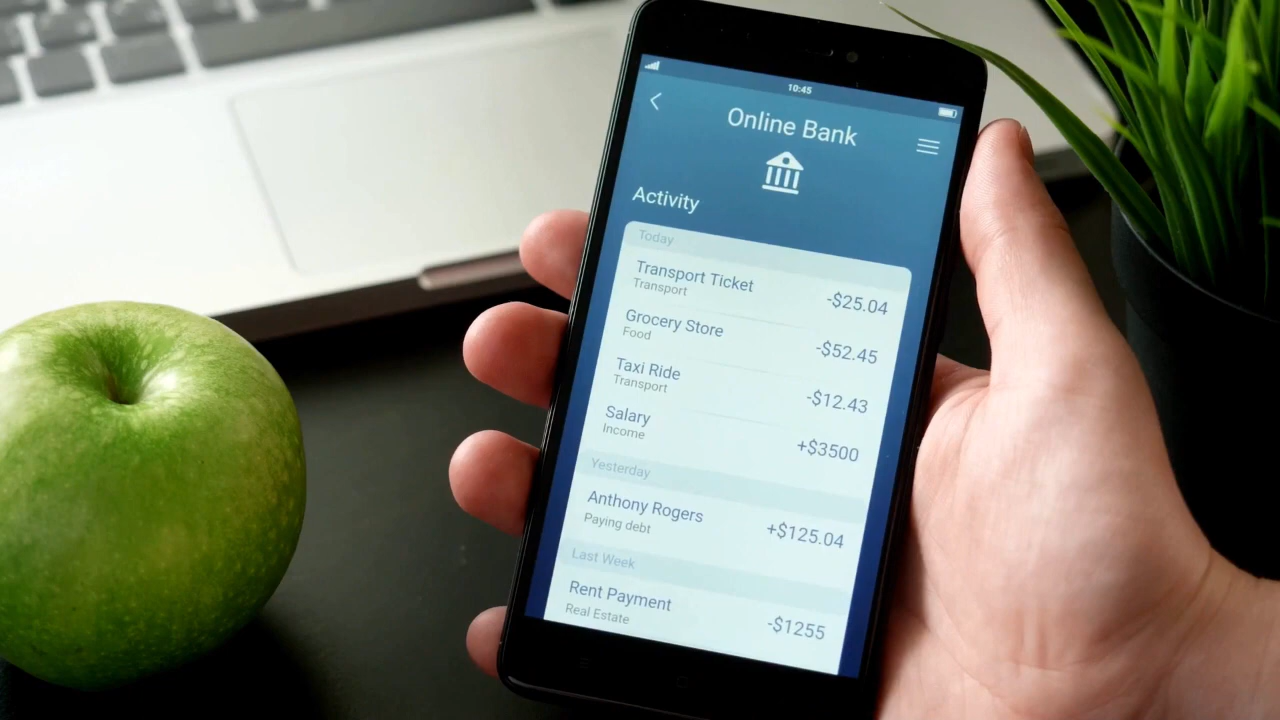 10:45
Online Bank
Activity
Today
Transport Ticket
Transport
-$25.04
Grocery Store
Food
-$52.45
Taxi Ride
Transport
-$12.43
Salary
Income
+$3500
Yesterday
Anthony Rogers
Paying debt
+$125.04
Last Week
Rent Payment
Real Estate
-$1255